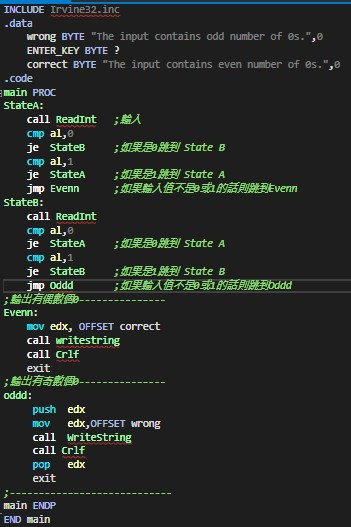 INCLUDE Irvine32.inc
.data
wrong BYTE "The input contains odd number of 0s.",0
ENTER_KEY BYTE ?
correct BYTE "The input contains even number of 0s.",0
.code
main PROC
StateA:
call ReadInt ;輸入
cmp al,0
je StateB ;如果是0跳到 State B
cmp al,1
je StateA ;如果是1跳到 State A
jmp Evenn ;如果輸入值不是0或1的話則跳到Evenn
StateB:
call ReadInt
cmp al,0
je StateA ;如果是0跳到 State A
cmp al,1
je StateB ;如果是1跳到 State B
jmp Oddd ;如果輸入值不是0或1的話則跳到Oddd
;輸出有偶數個0---------------
Evenn:
mov edx, OFFSET correct
call writestring
call Crlf
exit
;輸出有奇數個0---------------
oddd:
push edx
mov edx,OFFSET wrong
call WriteString
call Crlf
pop edx
exit
;----------------------------
main ENDP
END main